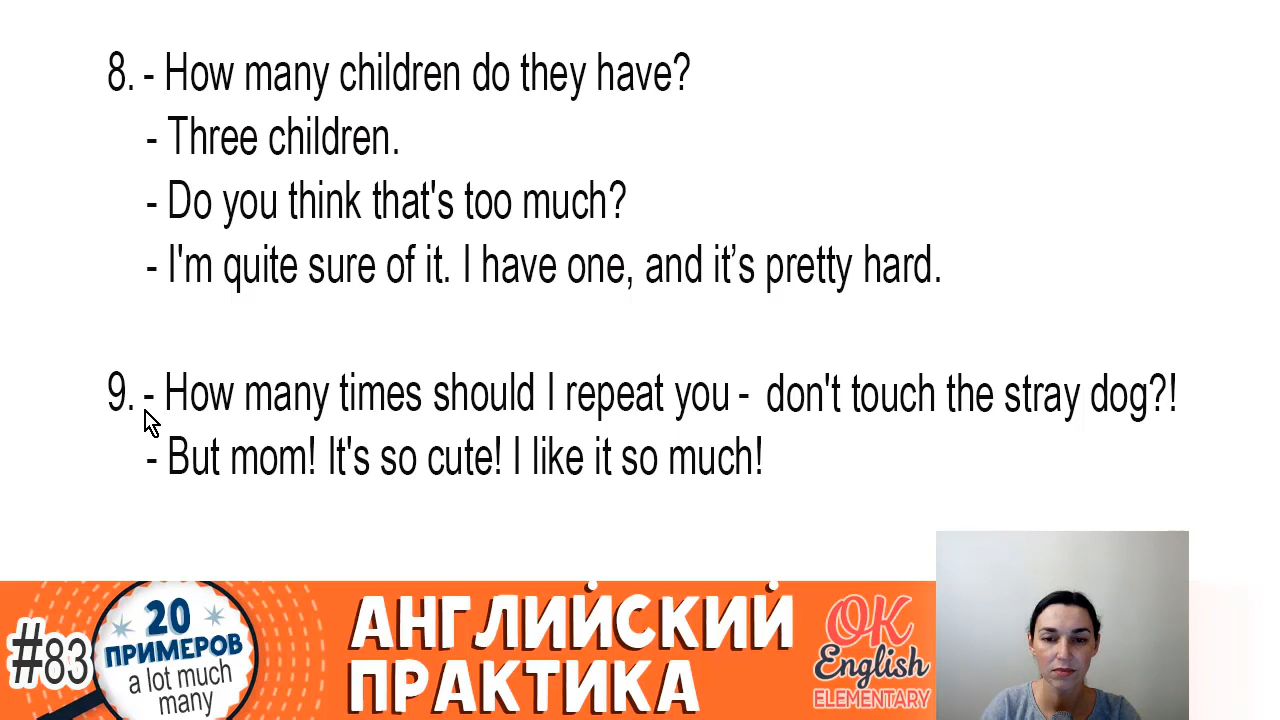 8. - How many children do they have?
- Three children.
- Do you think that's too much?
- I'm quite sure of it. I have one, and it’s pretty hard.
9. - How many times should I repeat you - don't touch the stray dog?!
- But mom! It's so cute! I like it so much!
#83
20
ПРИМЕРОВ
a lot much
many
АНГЛИЙСКИЙ
ПРАКТИКА
OK
English
ELEMENTARY